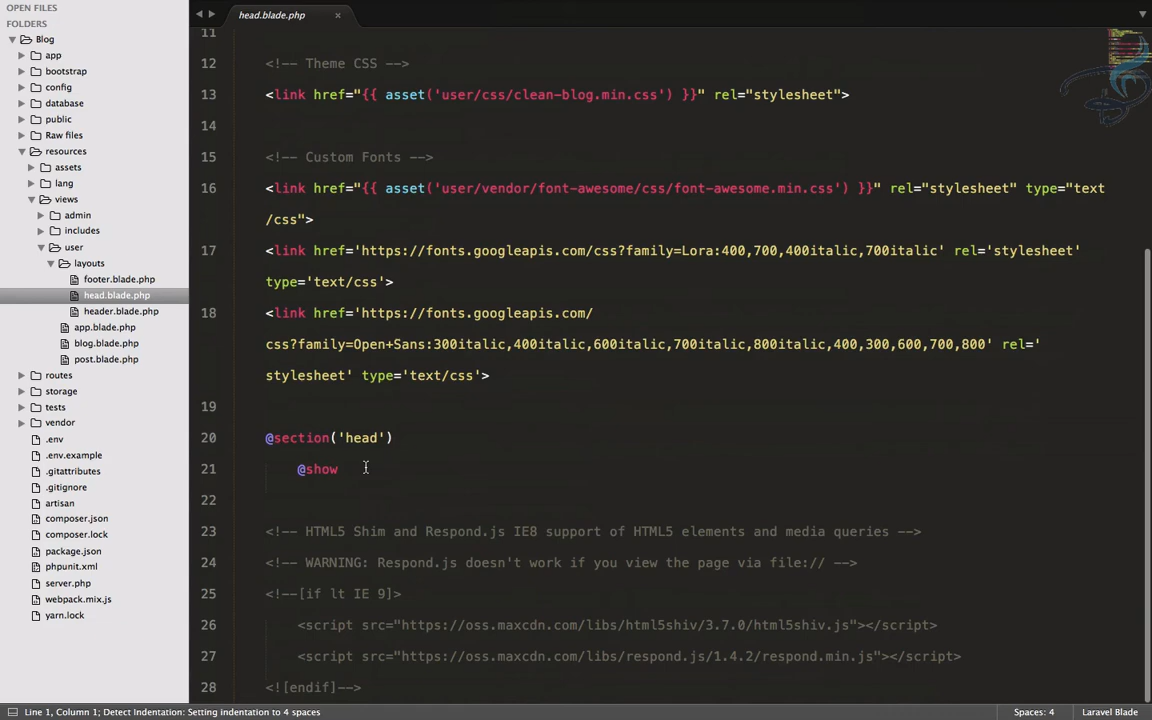 OPEN FILES
FOLDERS
Blog
app
bootstrap
config
database
public
Raw files
resources
assets
lang
views
admin
includes
user
layouts
footer.blade.php
head.blade.php
header.blade.php
app.blade.php
blog.blade.php
post.blade.php
routes
storage
tests
vendor
.env
.env.example
.gitattributes
.gitignore
artisan
composer.json
composer.lock
package.json
phpunit.xml
server.php
webpack.mix.js
yarn.lock
head.blade.php ×
11
12 <!-- Theme CSS -->
13 <link href="{{ asset('user/css/clean-blog.min.css') }}" rel="stylesheet">
14
15 <!-- Custom Fonts -->
16 <link href="{{ asset('user/vendor/font-awesome/css/font-awesome.min.css') }}" rel="stylesheet" type="text
/css">
17 <link href='https://fonts.googleapis.com/css?family=Lora:400,700,400italic,700italic' rel='stylesheet'
type='text/css'>
18 <link href='https://fonts.googleapis.com/
css?family=Open+Sans:300italic,400italic,600italic,700italic,800italic,400,300,600,700,800' rel='
stylesheet' type='text/css'>
19
20 @section('head')
21 @show
22
23 <!-- HTML5 Shim and Respond.js IE8 support of HTML5 elements and media queries -->
24 <!-- WARNING: Respond.js doesn't work if you view the page via file:// -->
25 <!--[if lt IE 9]>
26 <script src="https://oss.maxcdn.com/libs/html5shiv/3.7.0/html5shiv.js"></script>
27 <script src="https://oss.maxcdn.com/libs/respond.js/1.4.2/respond.min.js"></script>
28 <![endif]-->
Line 1, Column 1; Detect Indentation: Setting indentation to 4 spaces
Spaces: 4
Laravel Blade